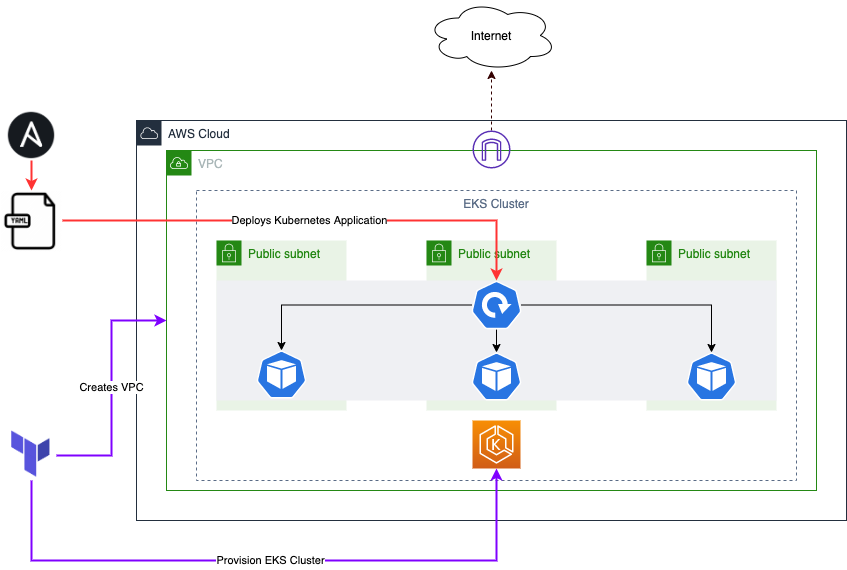 Internet
AWS Cloud
VPC
EKS Cluster
YAML
Deploys Kubernetes Application
Public subnet
Public subnet
Public subnet
Creates VPC
K
Provision EKS Cluster